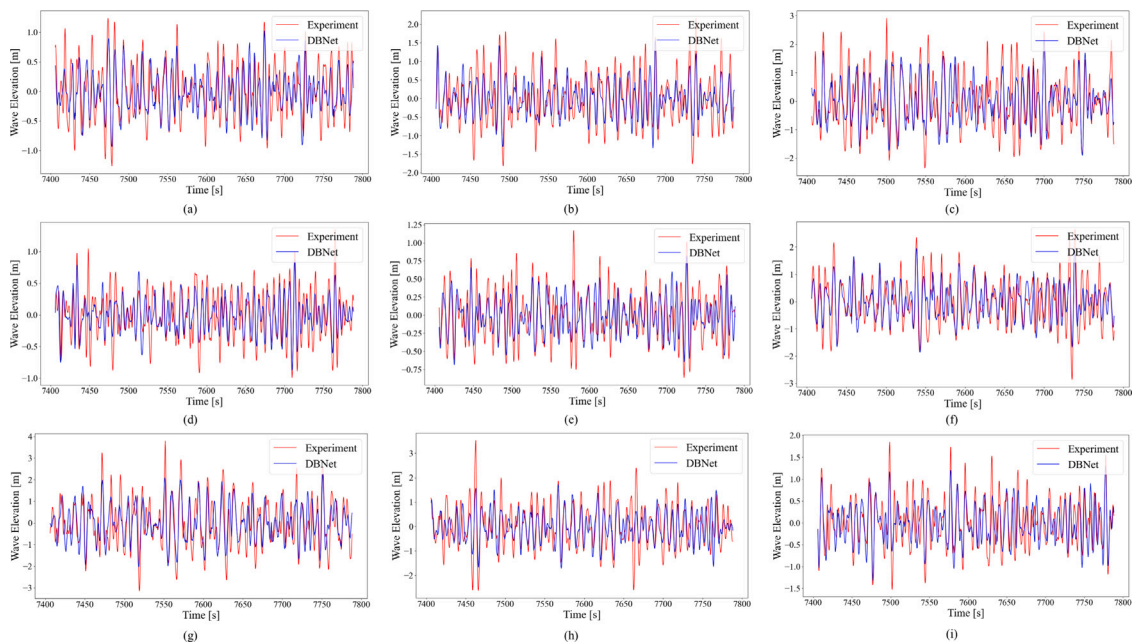 Wave Elevation [m]
1.0
0.5
0.0
−0.5
−1.0
Experiment
DBNet
7400 7450 7500 7550 7600 7650 7700 7750 7800
Time [s]
(a)
Wave Elevation [m]
2.0
1.5
1.0
0.5
0.0
−0.5
−1.0
−1.5
−2.0
Experiment
DBNet
7400 7450 7500 7550 7600 7650 7700 7750 7800
Time [s]
(b)
Wave Elevation [m]
3
2
1
0
−1
−2
Experiment
DBNet
7400 7450 7500 7550 7600 7650 7700 7750 7800
Time [s]
(c)
Wave Elevation [m]
1.0
0.5
0.0
−0.5
−1.0
Experiment
DBNet
7400 7450 7500 7550 7600 7650 7700 7750 7800
Time [s]
(d)
Wave Elevation [m]
1.25
1.00
0.75
0.50
0.25
0.00
−0.25
−0.50
−0.75
Experiment
DBNet
7400 7450 7500 7550 7600 7650 7700 7750 7800
Time [s]
(e)
Wave Elevation [m]
2
1
0
−1
−2
−3
Experiment
DBNet
7400 7450 7500 7550 7600 7650 7700 7750 7800
Time [s]
(f)
Wave Elevation [m]
4
3
2
1
0
−1
−2
−3
Experiment
DBNet
7400 7450 7500 7550 7600 7650 7700 7750 7800
Time [s]
(g)
Wave Elevation [m]
3
2
1
0
−1
−2
Experiment
DBNet
7400 7450 7500 7550 7600 7650 7700 7750 7800
Time [s]
(h)
Wave Elevation [m]
2.0
1.5
1.0
0.5
0.0
−0.5
−1.0
−1.5
Experiment
DBNet
7400 7450 7500 7550 7600 7650 7700 7750 7800
Time [s]
(i)